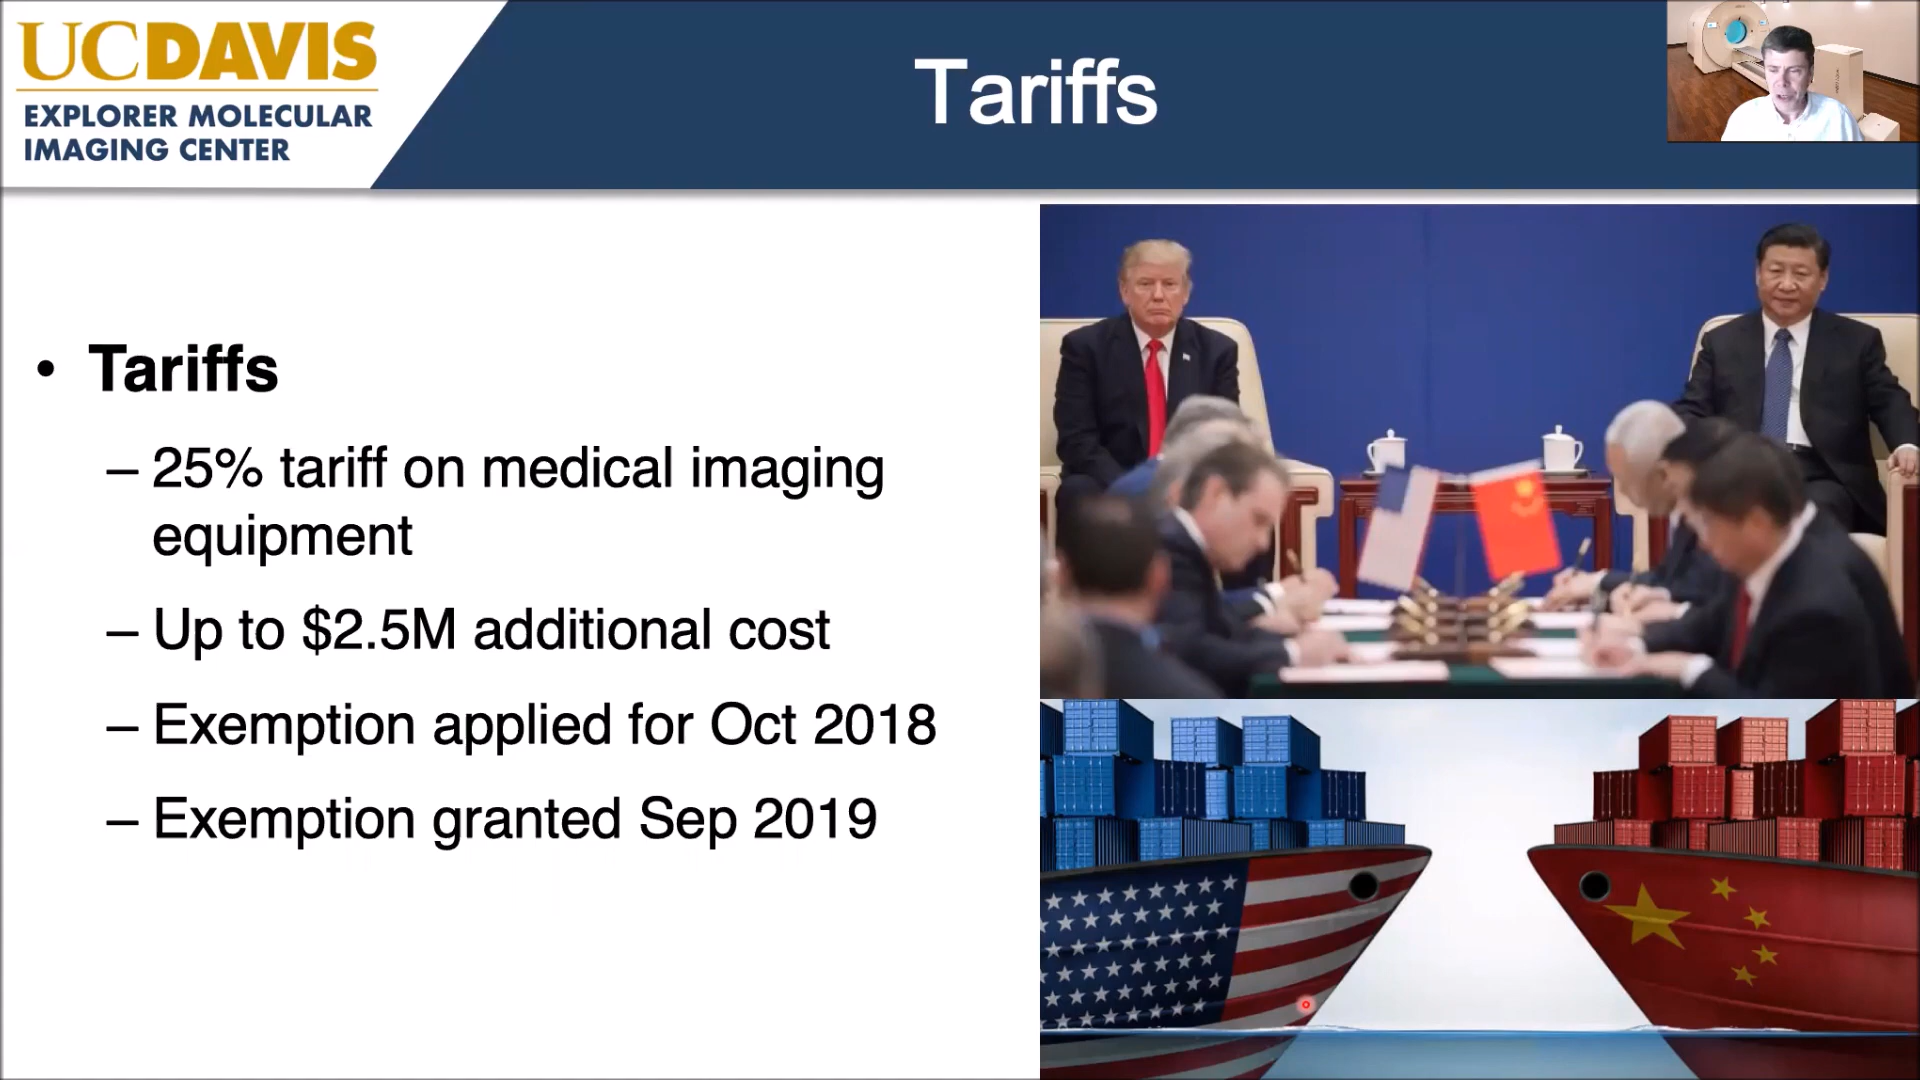 UCDAVIS
EXPLORER MOLECULAR
IMAGING CENTER
Tariffs
• Tariffs
– 25% tariff on medical imaging
equipment
– Up to $2.5M additional cost
– Exemption applied for Oct 2018
– Exemption granted Sep 2019